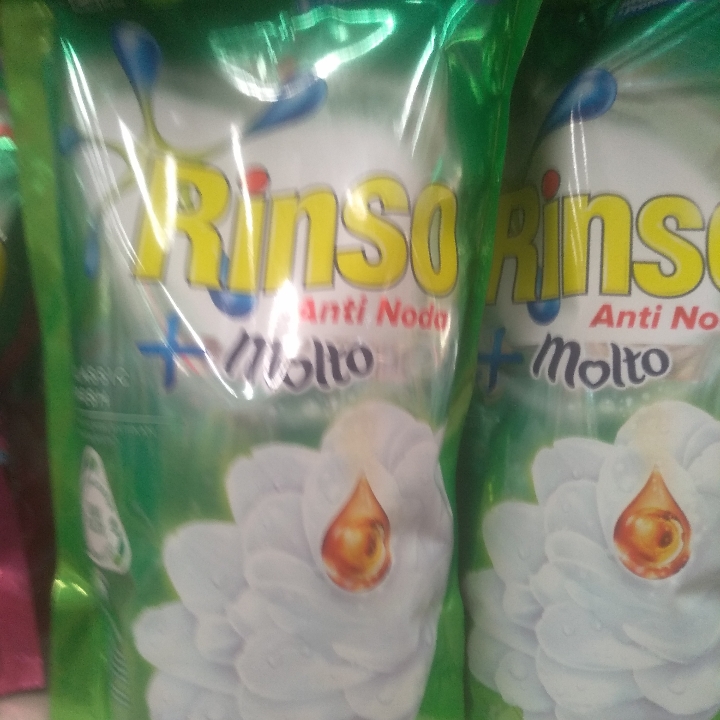 Rinso
Anti Noda
+ Molto
Rinso
Anti No
+ Molto